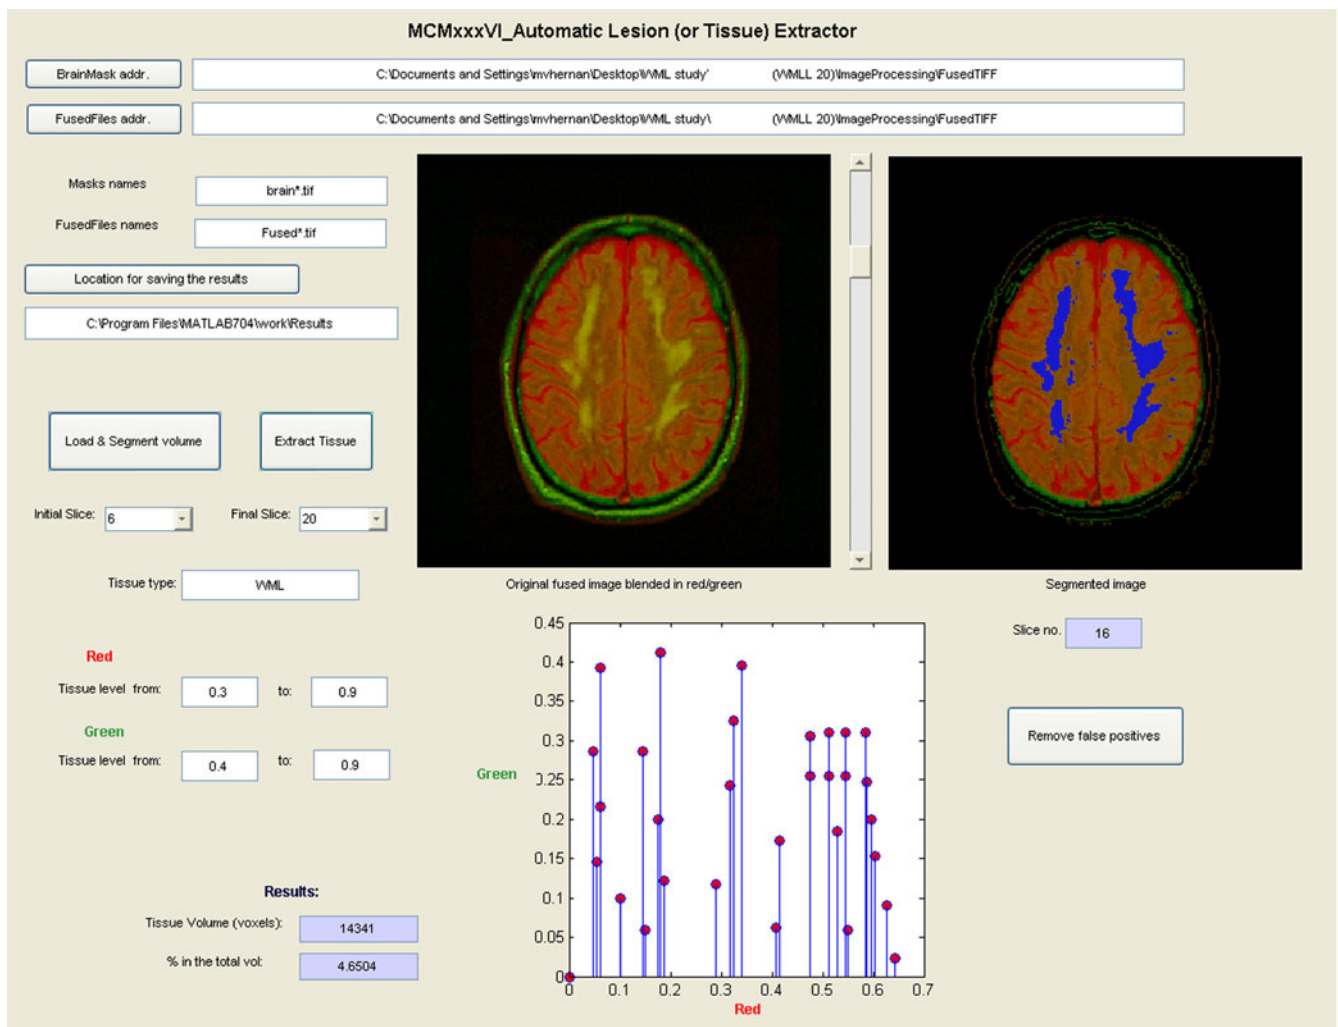 MCMxxxVI_Automatic Lesion (or Tissue) Extractor
BrainMask addr. C:\Documents and Settings\mvhernan\Desktop\WML study' (WMLL 20)\ImageProcessing\FusedTIFF
FusedFiles addr. C:\Documents and Settings\mvhernan\Desktop\WML study\ (WMLL 20)\ImageProcessing\FusedTIFF
Masks names brain*.tif
FusedFiles names Fused*.tif
Location for saving the results
C:\Program Files\MATLAB704\work\Results
Load & Segment volume Extract Tissue
Initial Slice: 6 Final Slice: 20
Tissue type: WML
Original fused image blended in red/green
Segmented image
Slice no. 16
Red
Tissue level from: 0.3 to: 0.9
Green
Tissue level from: 0.4 to: 0.9
Remove false positives
Results:
Tissue Volume (voxels): 14341
% in the total vol: 4.6504
0.45
0.4
0.35
0.3
Green 0.25
0.2
0.15
0.1
0.05
0
0 0.1 0.2 0.3 0.4 0.5 0.6 0.7
Red